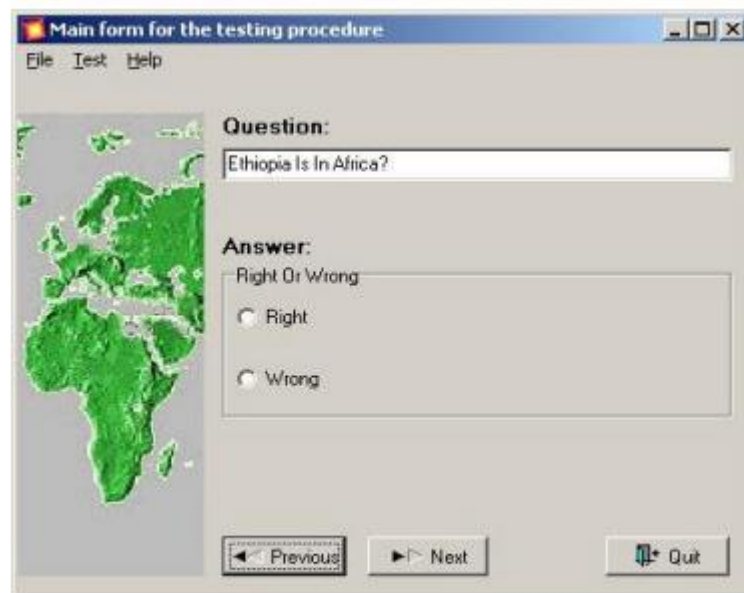 Main form for the testing procedure
File Test Help
Question:
Ethiopia Is In Africa?
Answer:
Right Or Wrong
Right
Wrong
Previous Next Quit